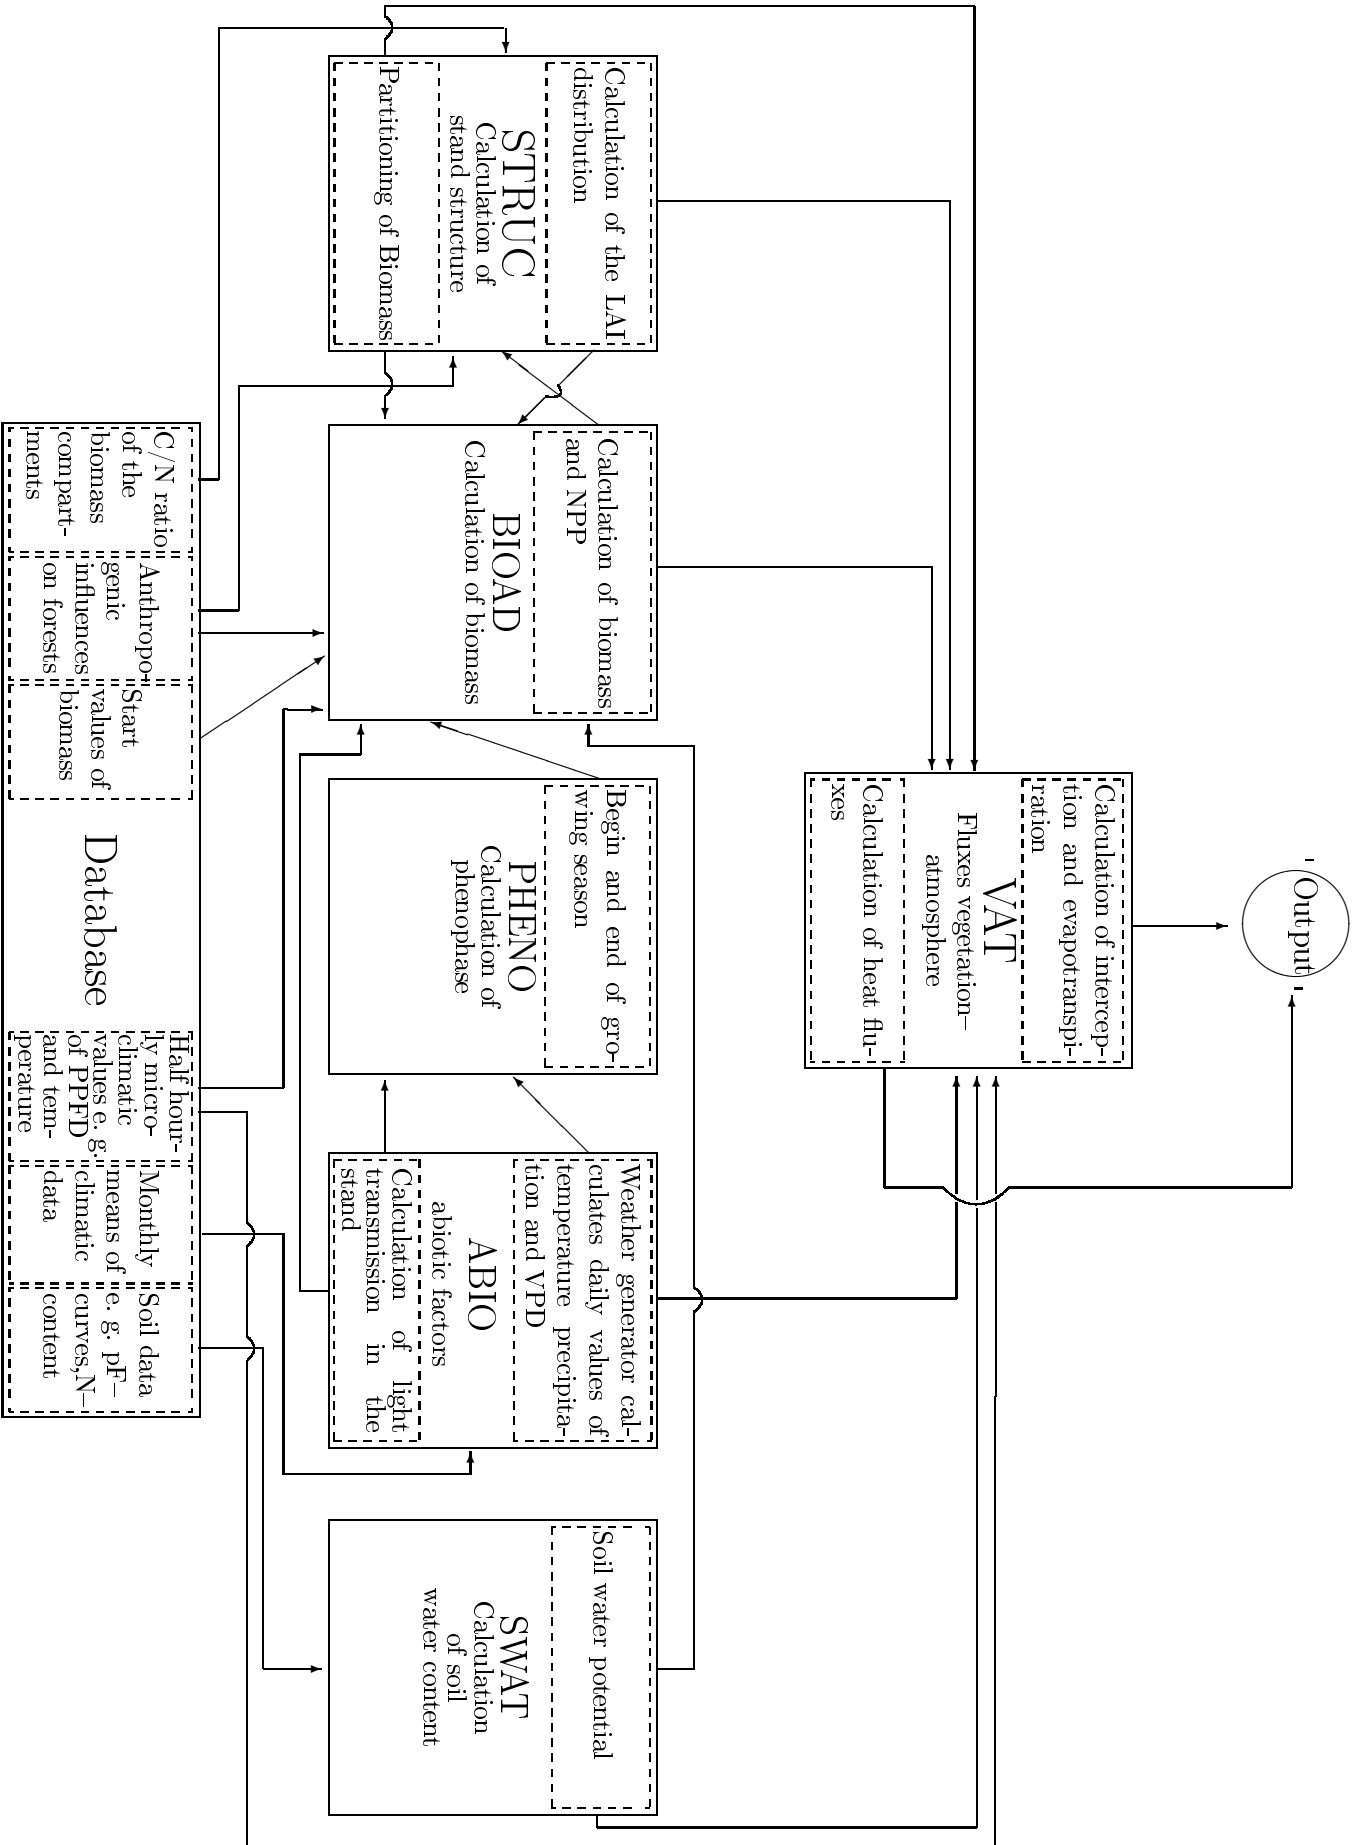 Output
Calculation of intercep-
tion and evapotranspi-
ration
VAT
Fluxes vegetation–
atmosphere
Calculation of heat flu-
xes
Calculation of the LAI
distribution
STRUC
Calculation of
stand structure
Partitioning of Biomass
Calculation of biomass
and NPP
BIOAD
Calculation of biomass
Begin and end of gro-
wing season
PHENO
Calculation of
phenophase
Weather generator cal-
culates daily values of
temperature precipita-
tion and VPD
ABIO
abiotic factors
Calculation of light
transmission in the
stand
Soil water potential
SWAT
Calculation
of soil
water content
C/N ratio
of the
biomass
compart-
ments
Anthropo-
genic
influences
on forests
Start
values of
biomass
Database
Half hour-
ly micro-
climatic
values e. g.
of PPFD
and tem-
perature
Monthly
means of
climatic
data
Soil data
e. g. pF–
curves,N–
content